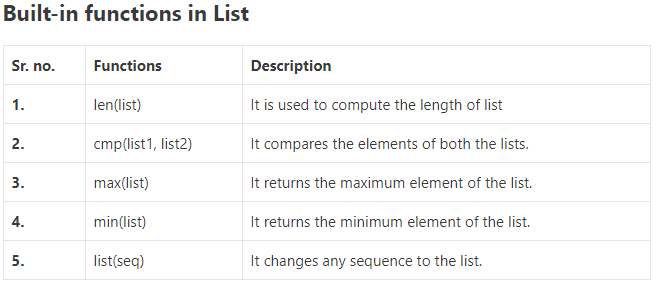 Built-in functions in List
Sr. no. Functions Description
1. len(list) It is used to compute the length of list
2. cmp(list1, list2) It compares the elements of both the lists.
3. max(list) It returns the maximum element of the list.
4. min(list) It returns the minimum element of the list.
5. list(seq) It changes any sequence to the list.